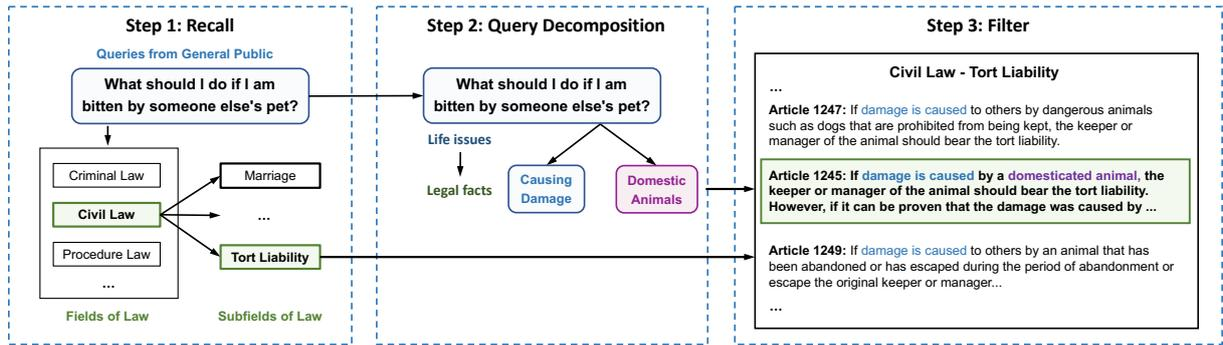 Step 1: Recall
Queries from General Public
What should I do if I am
bitten by someone else's pet?
Criminal Law
Civil Law
Procedure Law
...
Fields of Law
Marriage
...
Tort Liability
Subfields of Law
Step 2: Query Decomposition
What should I do if I am
bitten by someone else's pet?
Life issues
Legal facts
Causing
Damage
Domestic
Animals
Step 3: Filter
Civil Law - Tort Liability
...
Article 1247: If damage is caused to others by dangerous animals
such as dogs that are prohibited from being kept, the keeper or
manager of the animal should bear the tort liability.
Article 1245: If damage is caused by a domesticated animal, the
keeper or manager of the animal should bear the tort liability.
However, if it can be proven that the damage was caused by ...
Article 1249: If damage is caused to others by an animal that has
been abandoned or has escaped during the period of abandonment or
escape the original keeper or manager...
...